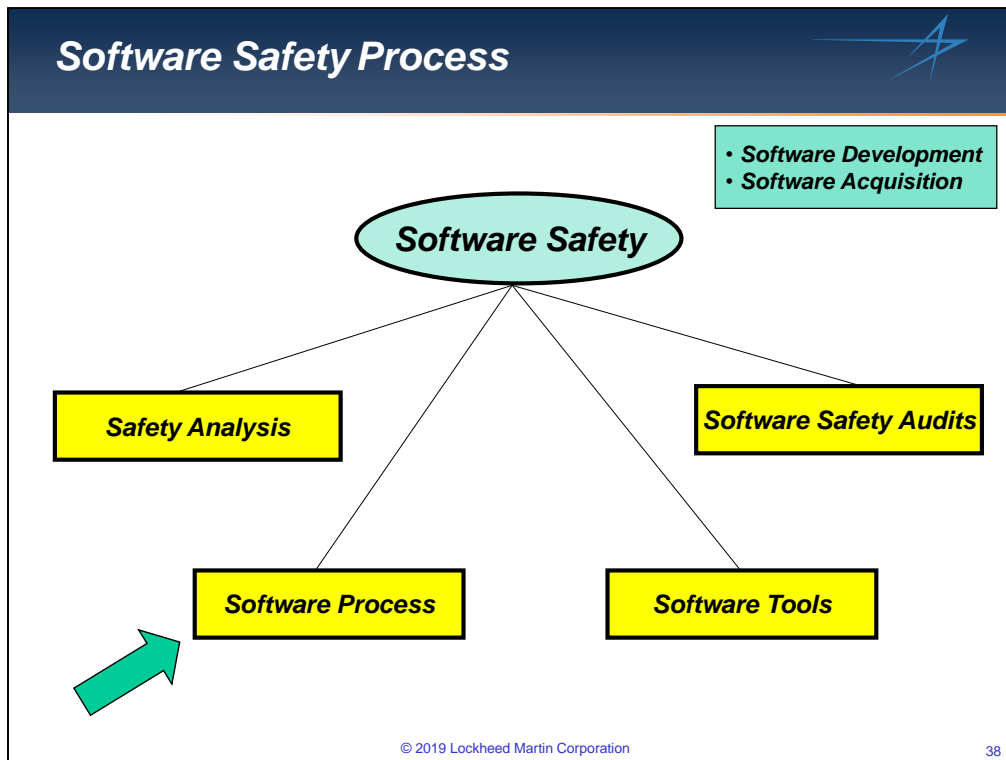 Software Safety Process
• Software Development
• Software Acquisition
Software Safety
Safety Analysis
Software Safety Audits
Software Process
Software Tools
© 2019 Lockheed Martin Corporation
38